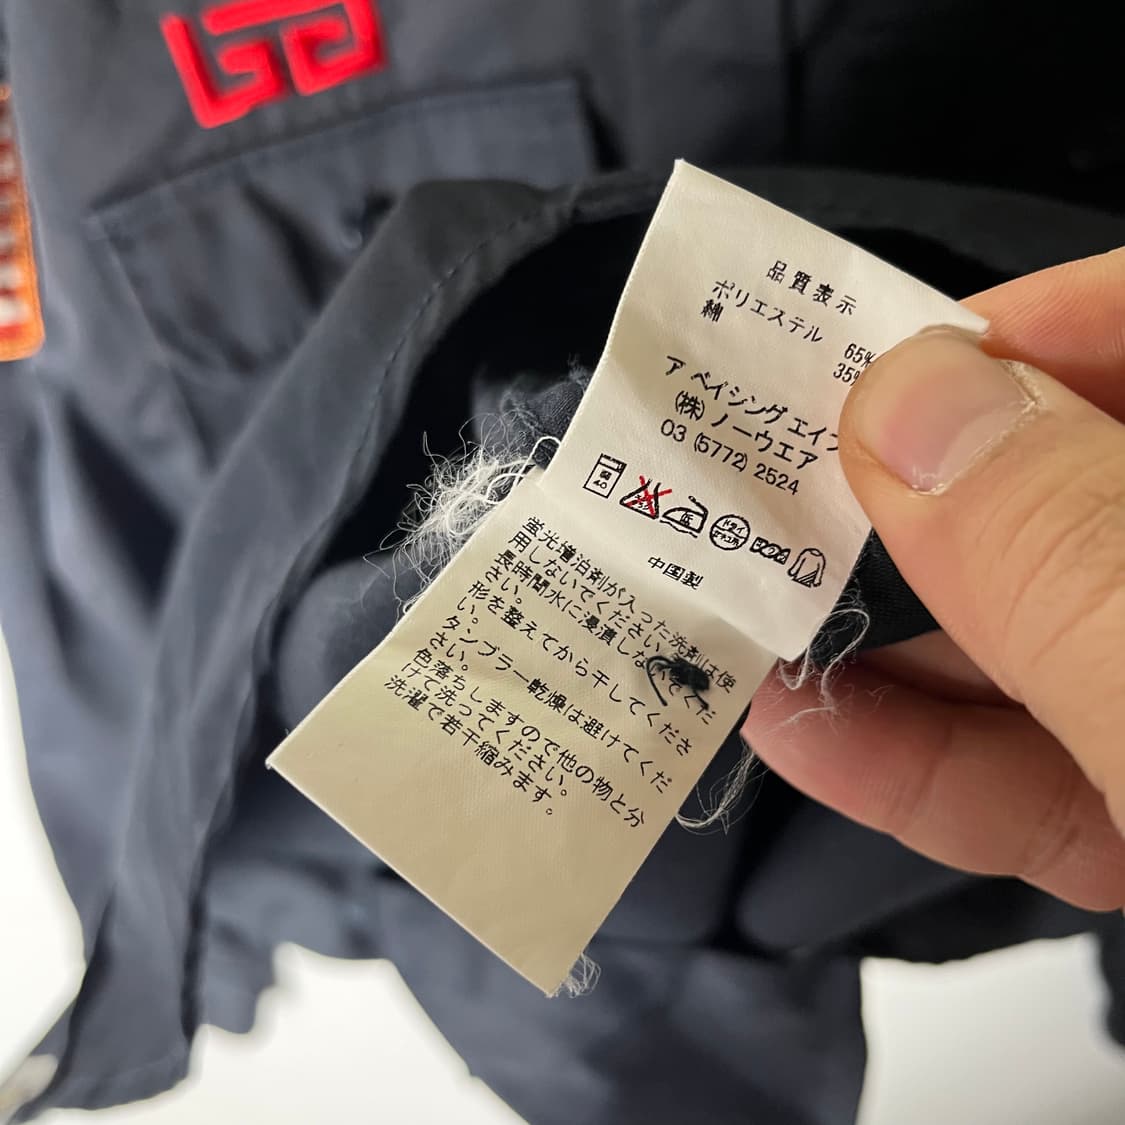 品質表示
ポリエステル 65%
綿 35%
ア ベイシング エイプ
(株) ノーウエア
03 (5772) 2524
中国製
蛍光増泊剤が入った洗剤は使
用しないでください。
長時間水に浸漬しないでくだ
さい。
形を整えてから干してくださ
い。
タンブラー乾燥は避けてくだ
さい。
色落ちしますので他の物と分
けて洗ってください。
洗濯で若干縮みます。